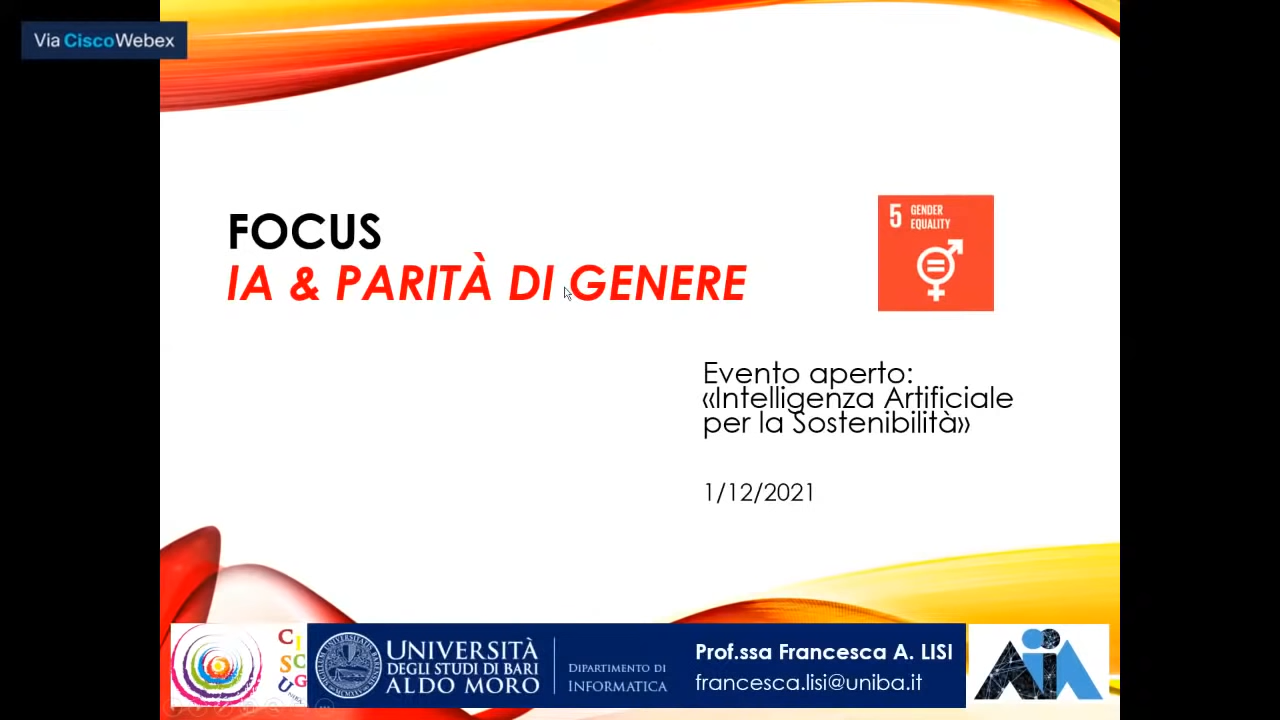 Via CiscoWebex
FOCUS
IA & PARITÀ DI GENERE
5 GENDER
EQUALITY
Evento aperto:
«Intelligenza Artificiale
per la Sostenibilità»
1/12/2021
UNIVERSITÀ
DEGLI STUDI DI BARI
ALDO MORO
DIPARTIMENTO DI
INFORMATICA
Prof.ssa Francesca A. LISI
francesca.lisi@uniba.it
AIA